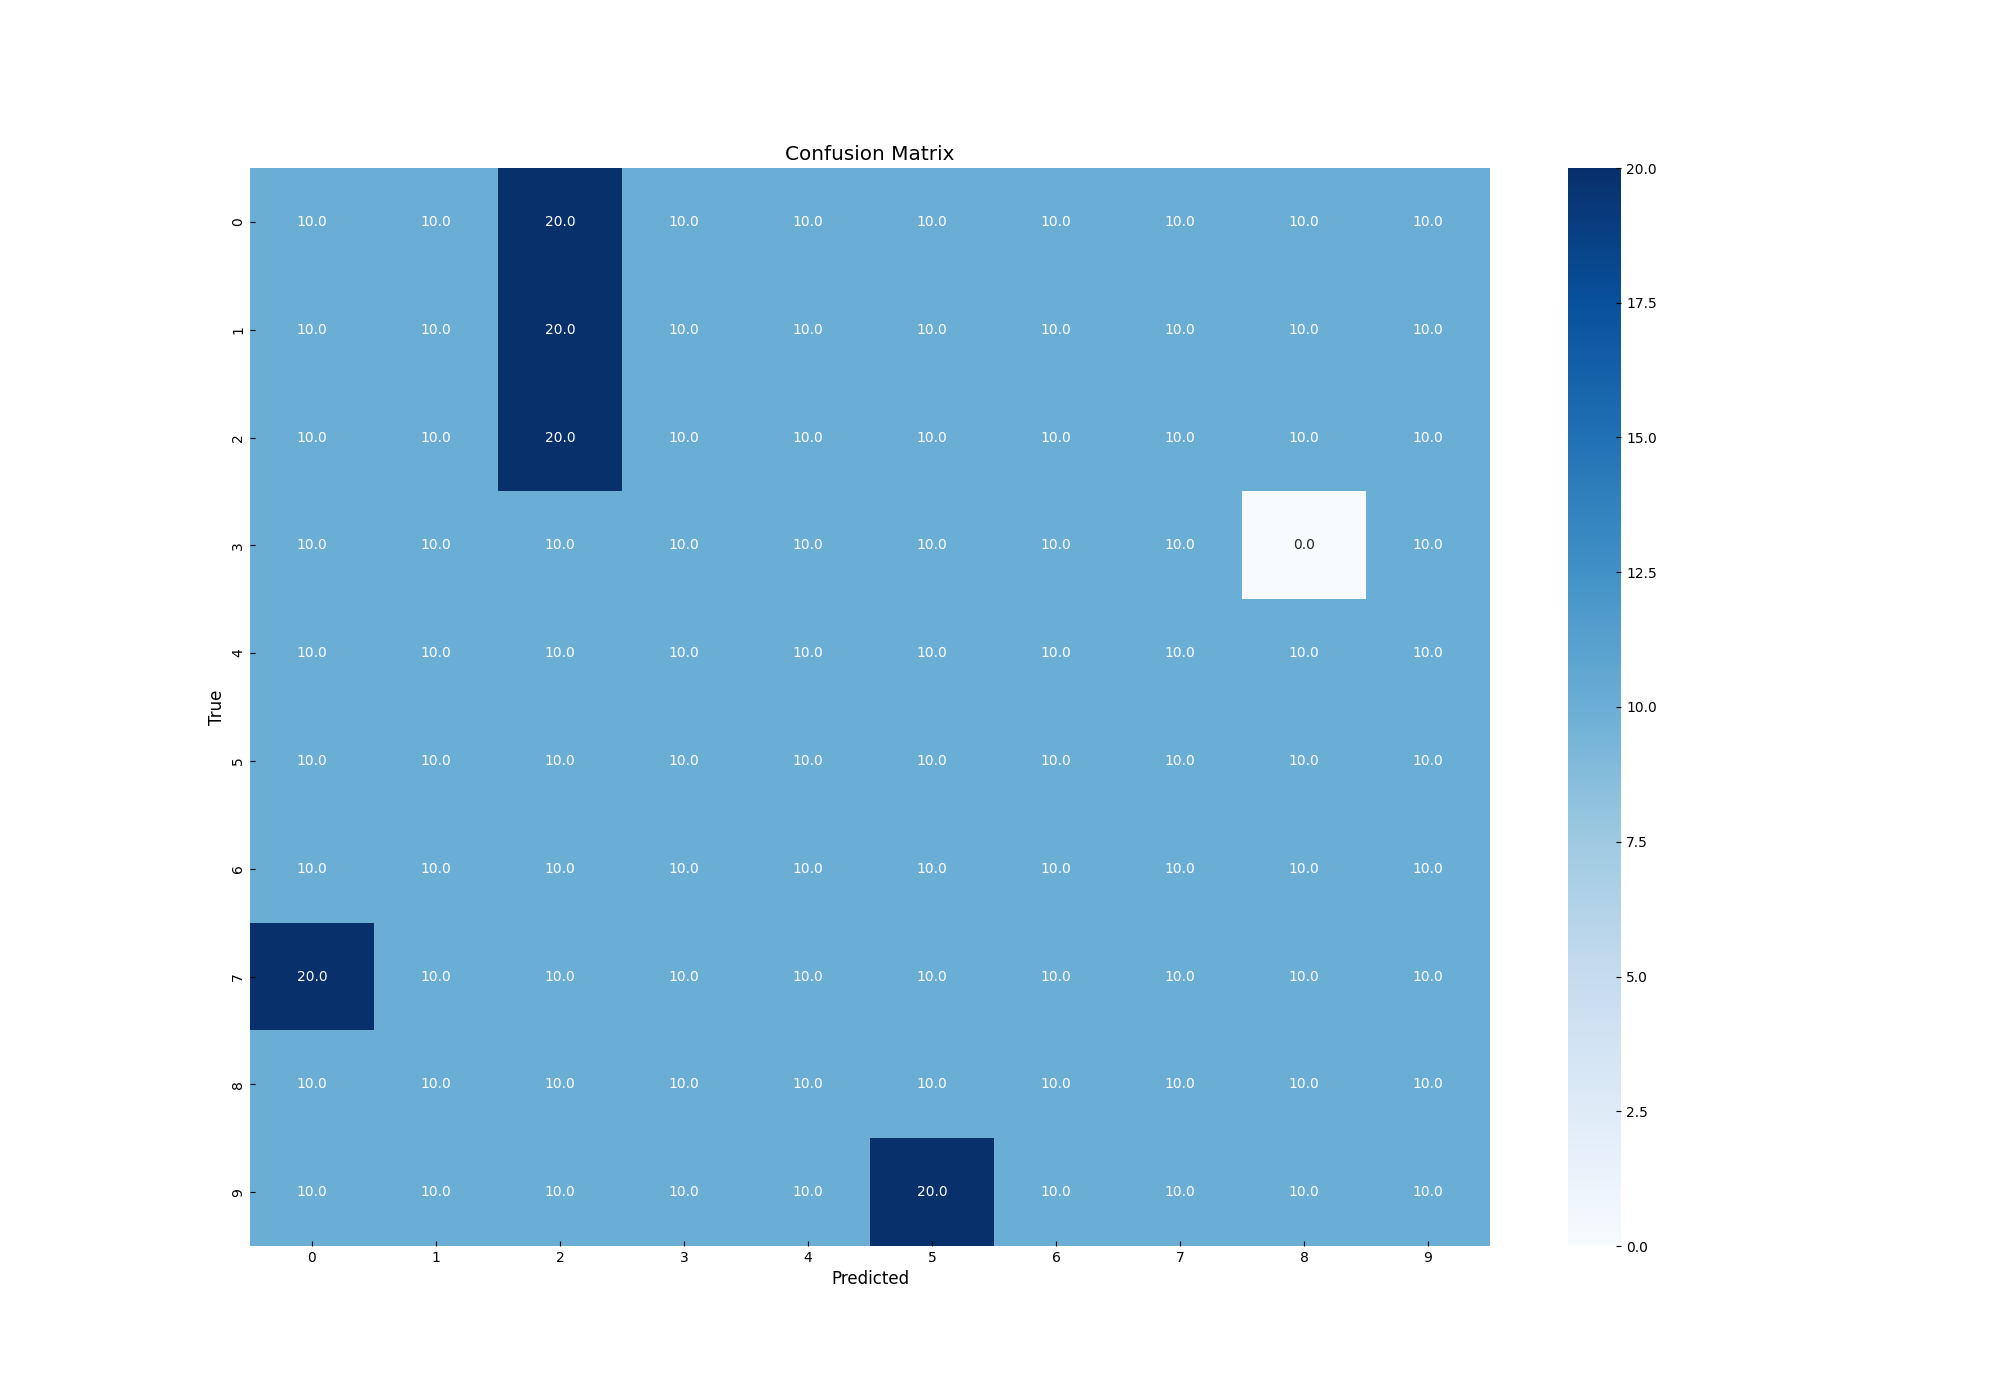 Confusion Matrix
0 10.0 10.0 20.0 10.0 10.0 10.0 10.0 10.0 10.0 10.0
1 10.0 10.0 20.0 10.0 10.0 10.0 10.0 10.0 10.0 10.0
2 10.0 10.0 20.0 10.0 10.0 10.0 10.0 10.0 10.0 10.0
3 10.0 10.0 10.0 10.0 10.0 10.0 10.0 10.0 0.0 10.0
4 10.0 10.0 10.0 10.0 10.0 10.0 10.0 10.0 10.0 10.0
True
5 10.0 10.0 10.0 10.0 10.0 10.0 10.0 10.0 10.0 10.0
6 10.0 10.0 10.0 10.0 10.0 10.0 10.0 10.0 10.0 10.0
7 20.0 10.0 10.0 10.0 10.0 10.0 10.0 10.0 10.0 10.0
8 10.0 10.0 10.0 10.0 10.0 10.0 10.0 10.0 10.0 10.0
9 10.0 10.0 10.0 10.0 10.0 20.0 10.0 10.0 10.0 10.0
0 1 2 3 4 5 6 7 8 9
Predicted
20.0
17.5
15.0
12.5
10.0
7.5
5.0
2.5
0.0